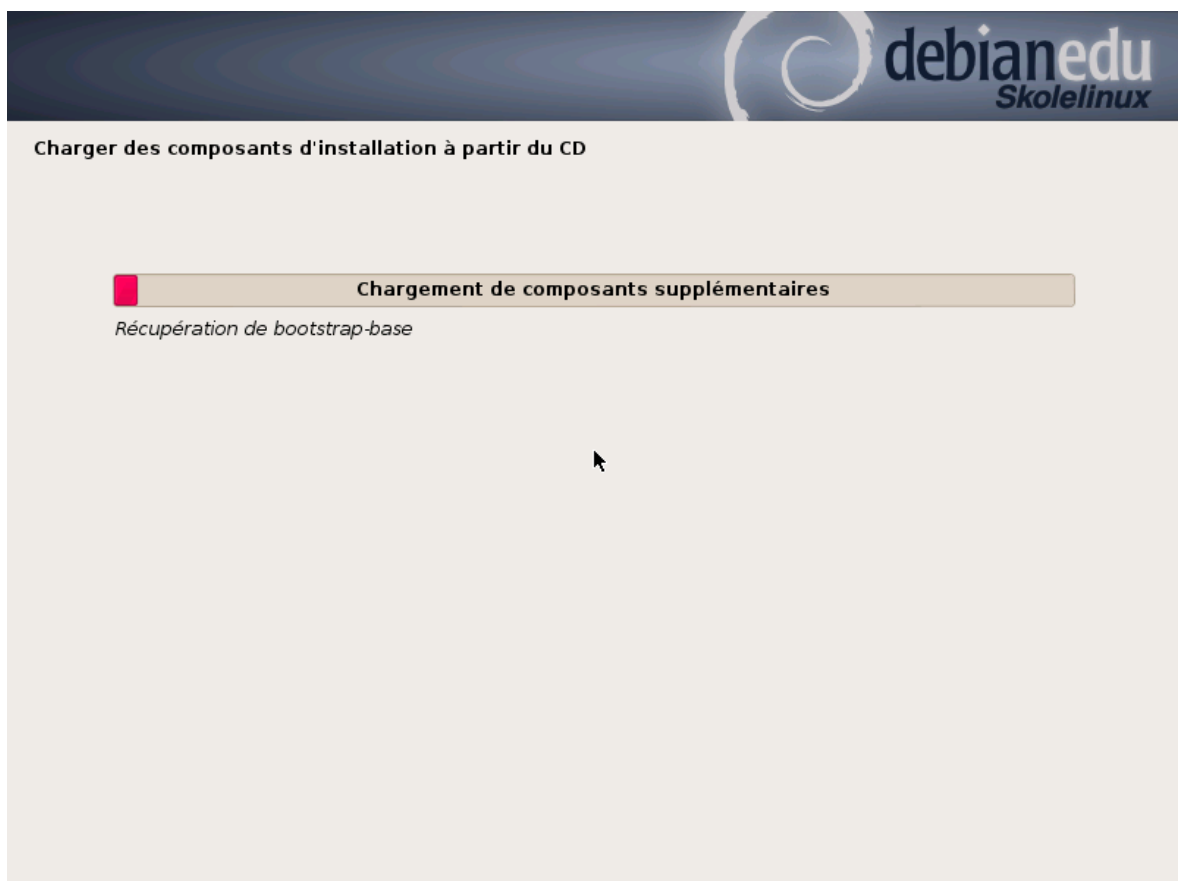 debianedu
Skolelinux
Charger des composants d'installation à partir du CD
Chargement de composants supplémentaires
Récupération de bootstrap-base